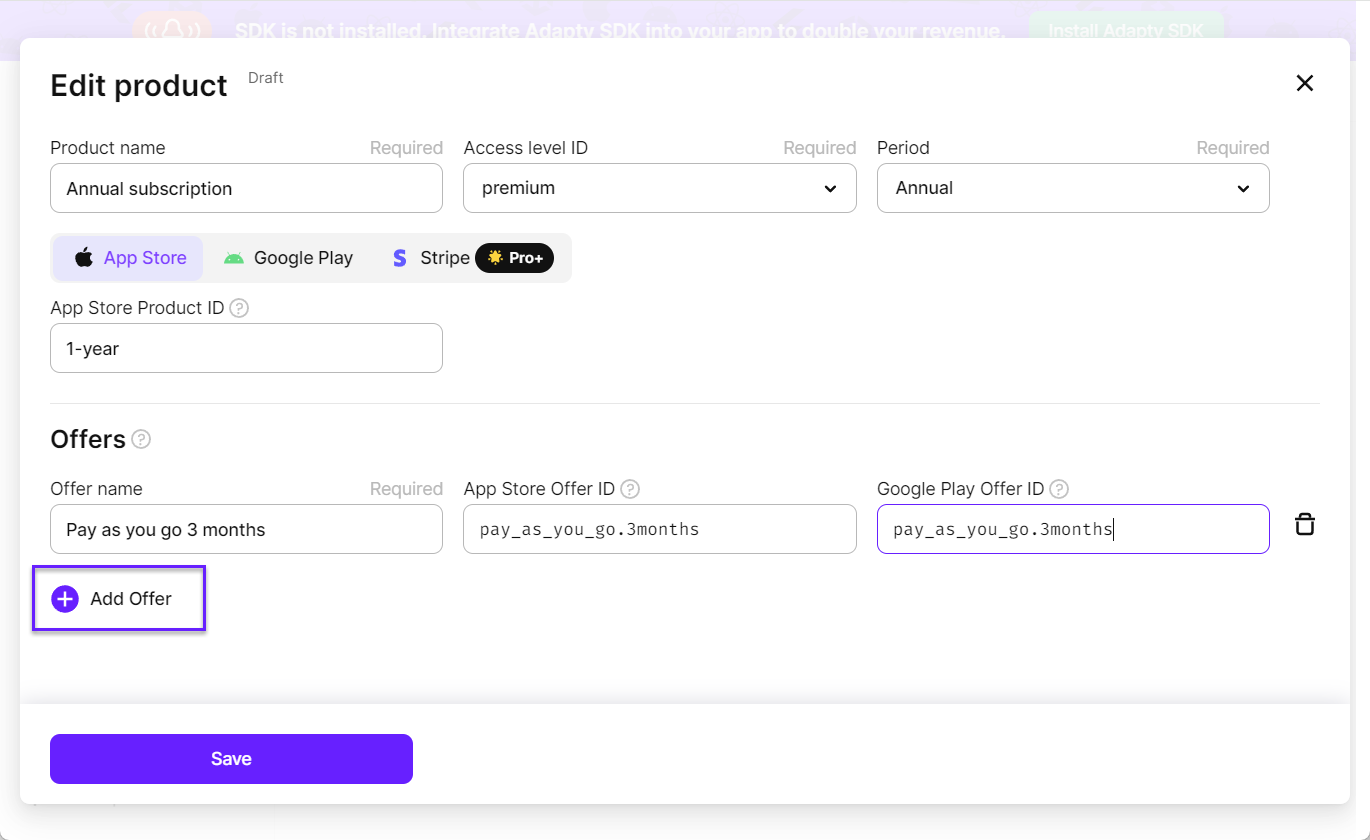 SDK is not installed. Integrate Adapty SDK into your app to double your revenue.
Install Adapty SDK
Edit product
Draft
Product name
Required
Access level ID
Required
Period
Required
Annual subscription
premium
Annual
App Store
Google Play
Stripe
Pro+
App Store Product ID ?
1-year
Offers ?
Offer name
Required
App Store Offer ID ?
Google Play Offer ID ?
Pay as you go 3 months
pay_as_you_go.3months
pay_as_you_go.3months
Add Offer
Save